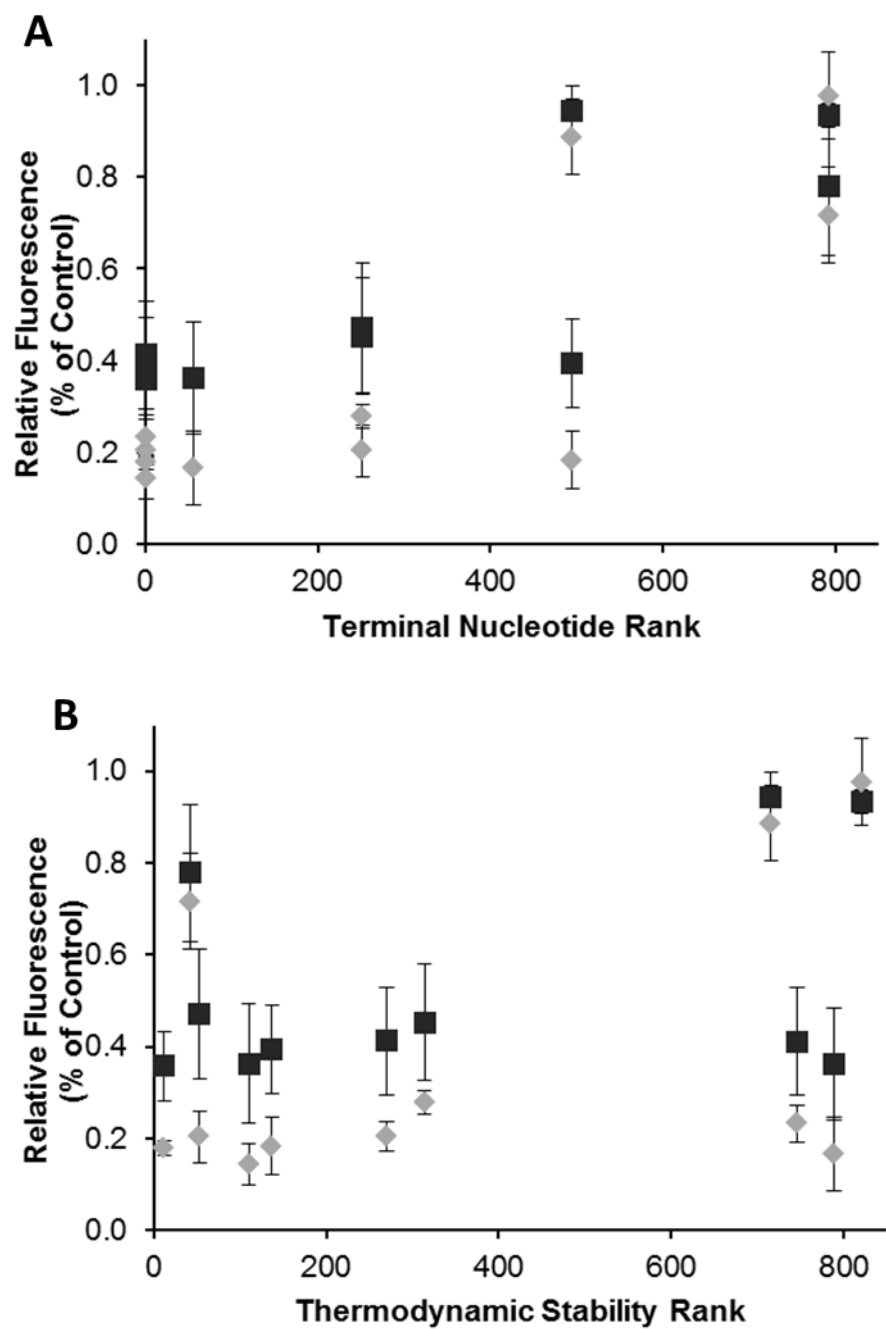 A
Relative Fluorescence
(% of Control)
1.0
0.8
0.6
0.4
0.2
0.0
0 200 400 600 800
Terminal Nucleotide Rank
B
Relative Fluorescence
(% of Control)
1.0
0.8
0.6
0.4
0.2
0.0
0 200 400 600 800
Thermodynamic Stability Rank